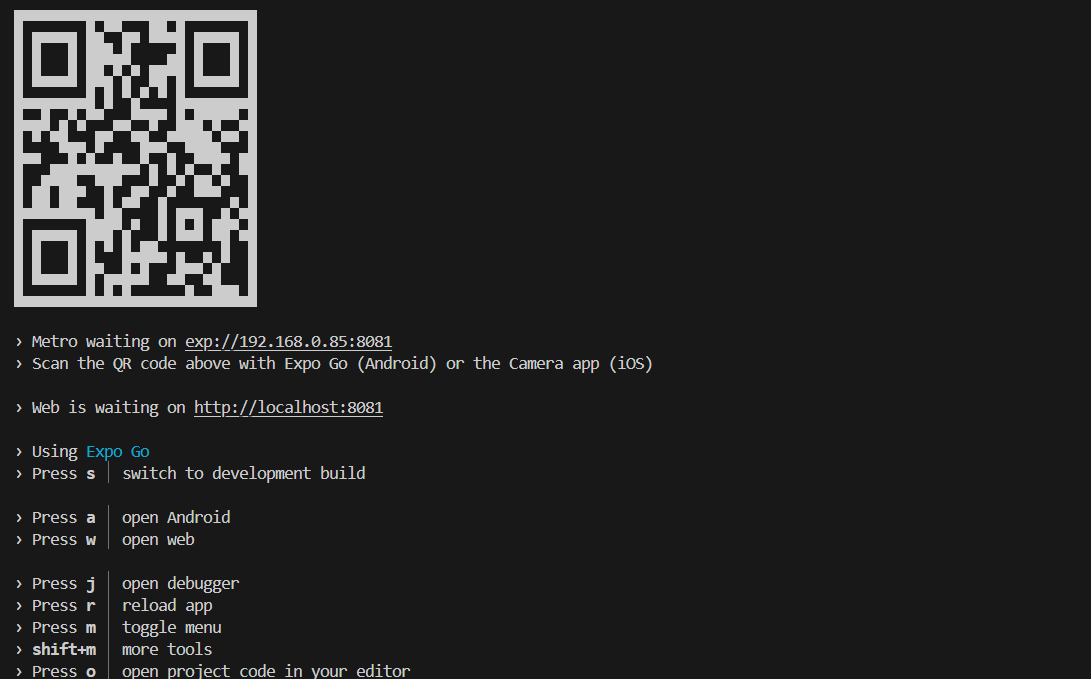 › Metro waiting on exp://192.168.0.85:8081
› Scan the QR code above with Expo Go (Android) or the Camera app (iOS)
› Web is waiting on http://localhost:8081
› Using Expo Go
› Press s │ switch to development build
› Press a │ open Android
› Press w │ open web
› Press j │ open debugger
› Press r │ reload app
› Press m │ toggle menu
› shift+m │ more tools
› Press o │ open project code in your editor